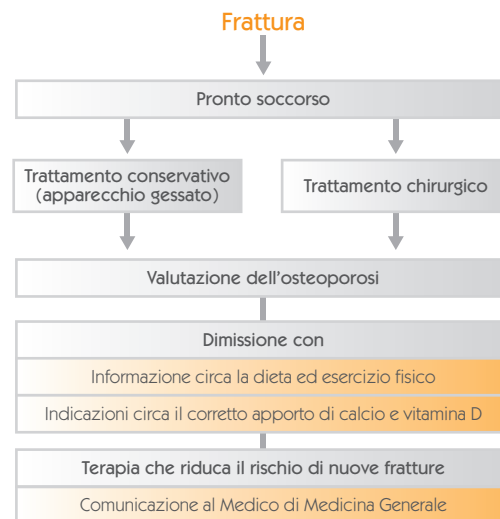 Frattura
Pronto soccorso
Trattamento conservativo
(apparecchio gessato)
Trattamento chirurgico
Valutazione dell'osteoporosi
Dimissione con
Informazione circa la dieta ed esercizio fisico
Indicazioni circa il corretto apporto di calcio e vitamina D
Terapia che riduca il rischio di nuove fratture
Comunicazione al Medico di Medicina Generale